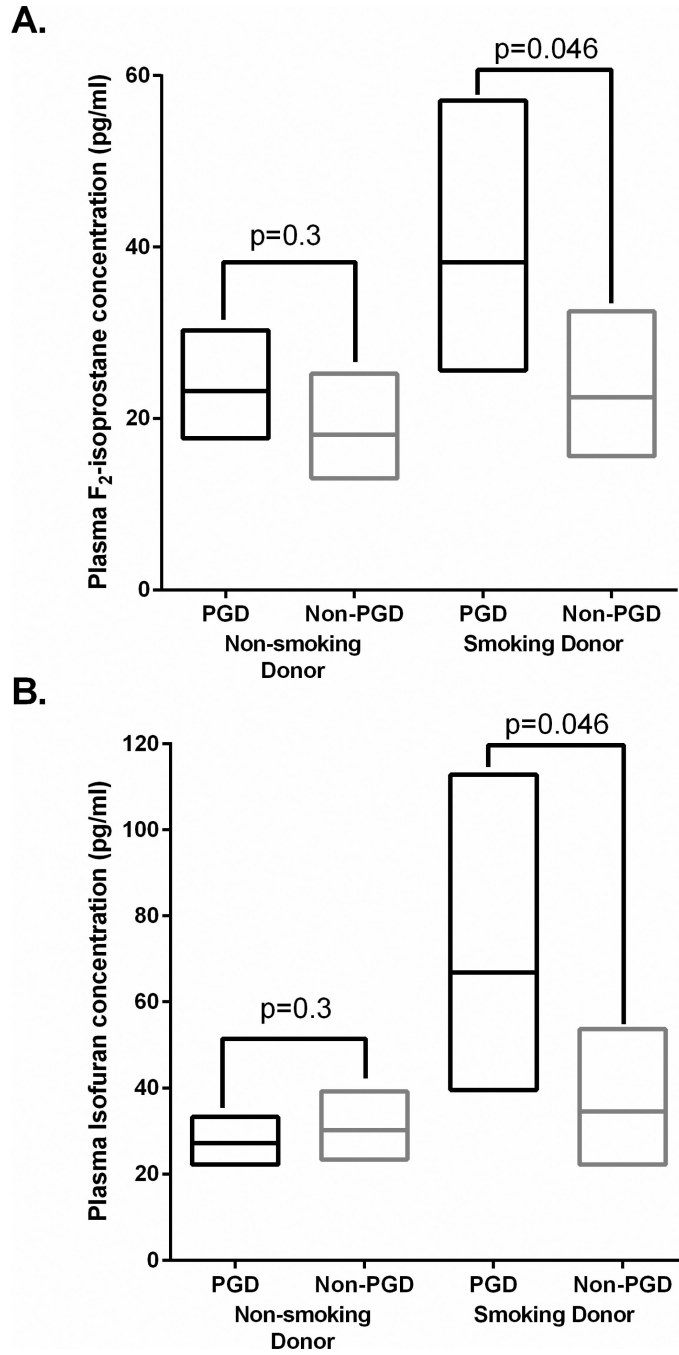 A.
p=0.046
60
p=0.3
40
20
0
Plasma F₂-isoprostane concentration (pg/ml)
PGD Non-PGD PGD Non-PGD
Non-smoking Smoking Donor
Donor
B.
p=0.046
120
100
80
60
p=0.3
40
20
0
Plasma Isofuran concentration (pg/ml)
PGD Non-PGD PGD Non-PGD
Non-smoking Smoking Donor
Donor